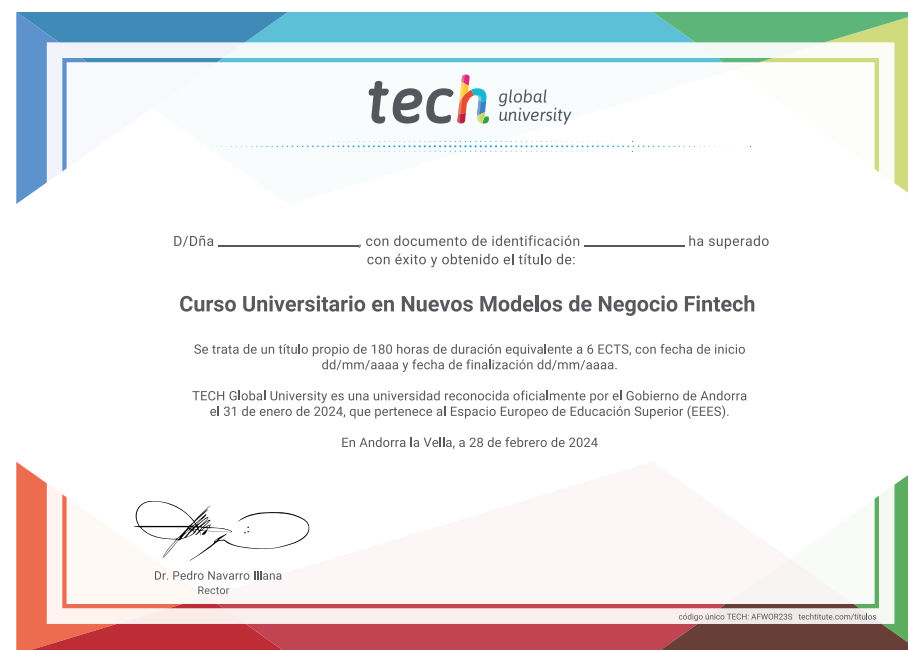 tech global university
D/Dña ____________________, con documento de identificación ______________ ha superado
con éxito y obtenido el título de:
Curso Universitario en Nuevos Modelos de Negocio Fintech
Se trata de un título propio de 180 horas de duración equivalente a 6 ECTS, con fecha de inicio
dd/mm/aaaa y fecha de finalización dd/mm/aaaa.
TECH Global University es una universidad reconocida oficialmente por el Gobierno de Andorra
el 31 de enero de 2024, que pertenece al Espacio Europeo de Educación Superior (EEES).
En Andorra la Vella, a 28 de febrero de 2024
Dr. Pedro Navarro Illana
Rector
código único TECH: AFWOR23S techtitute.com/titulos